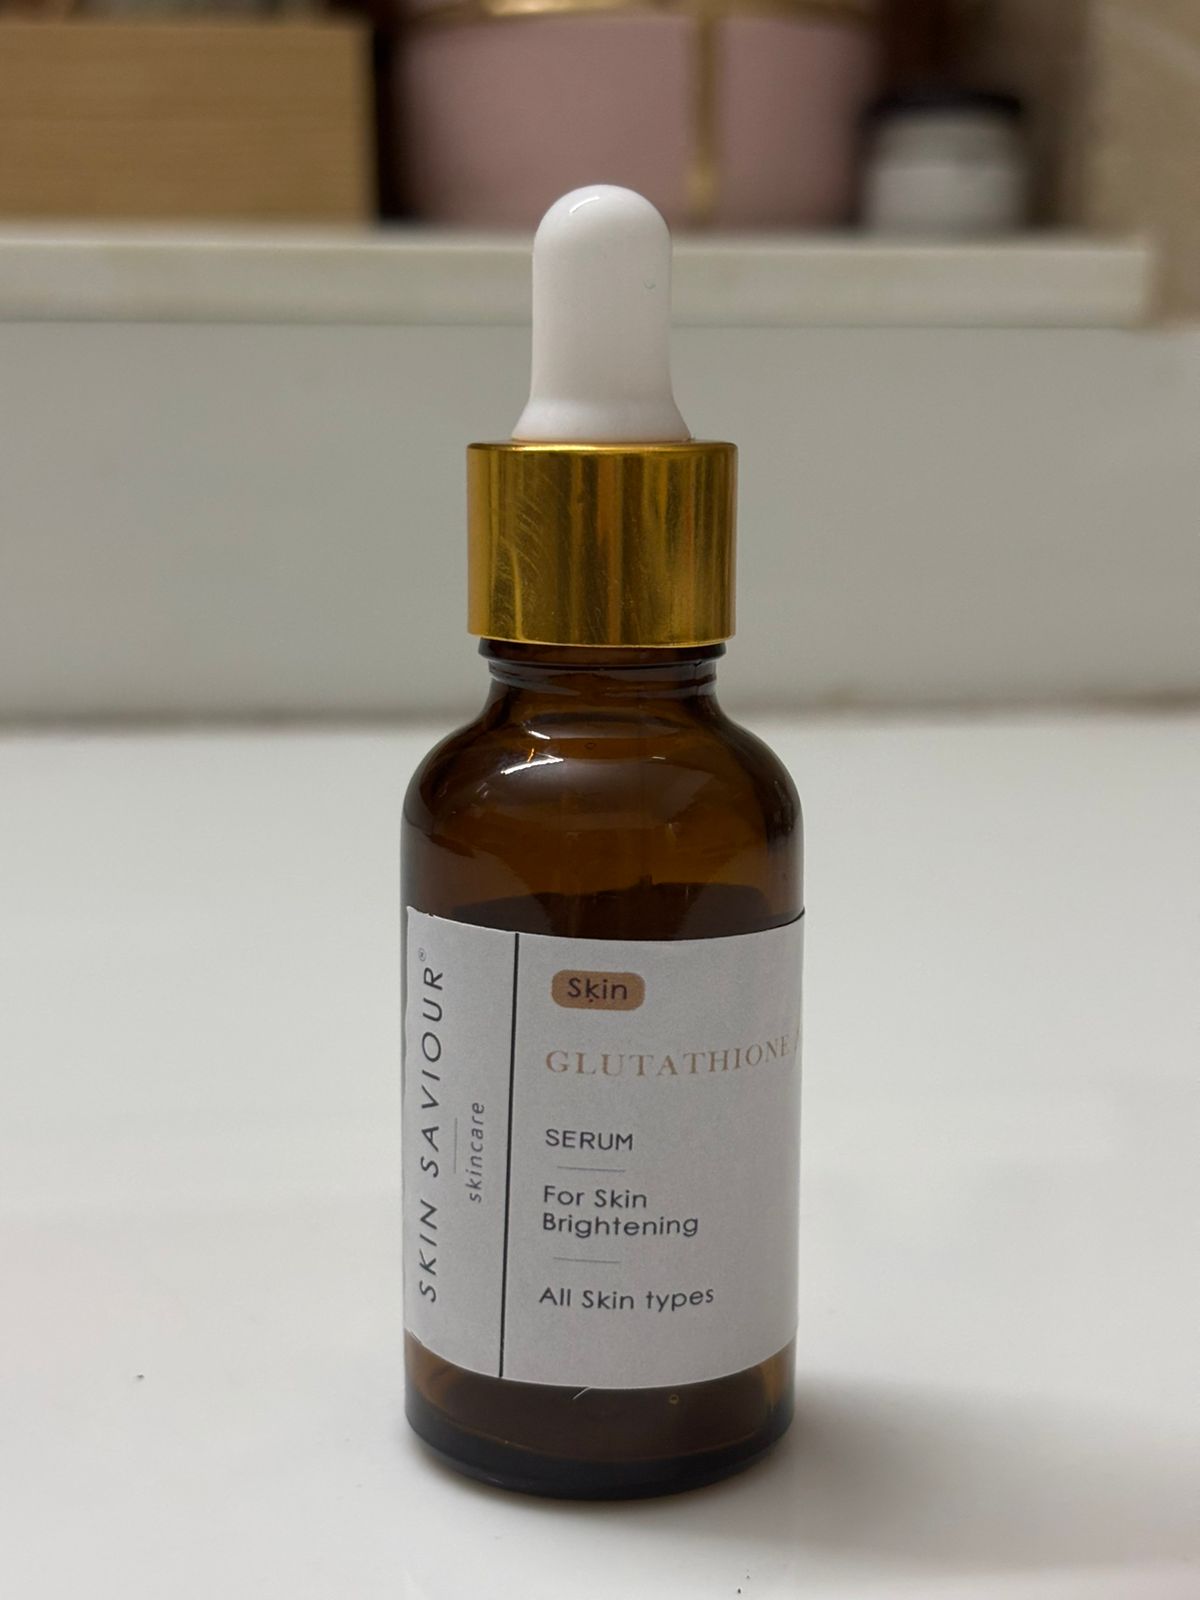 SKIN SAVIOUR®
skincare
Skin
GLUTATHIONE
SERUM
For Skin
Brightening
All Skin types